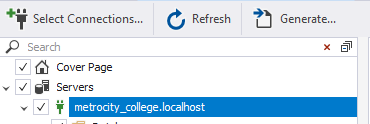 Select Connections... Refresh Generate...
Search
Cover Page
Servers
metrocity_college.localhost